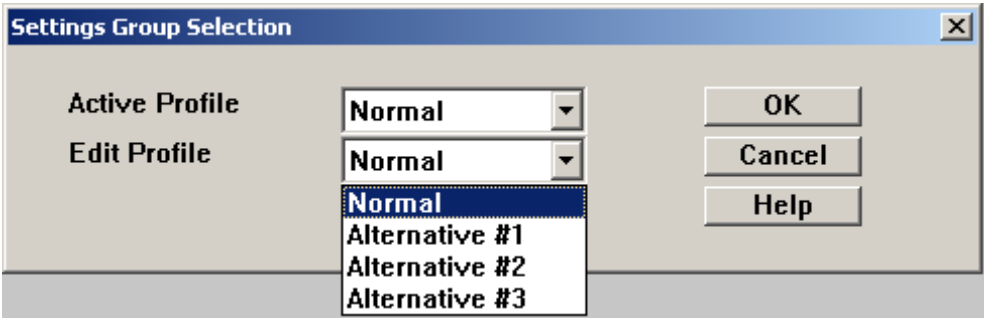 Settings Group Selection
Active Profile Normal OK
Edit Profile Normal Cancel
Normal Help
Alternative #1
Alternative #2
Alternative #3